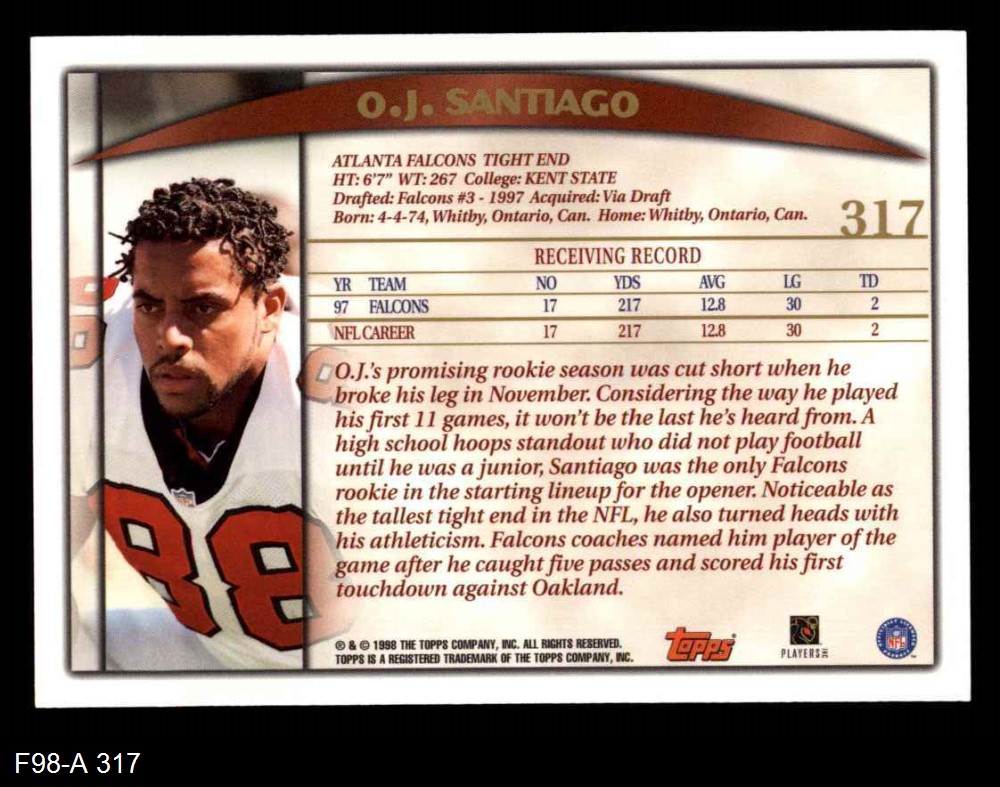 O.J. SANTIAGO
ATLANTA FALCONS TIGHT END
HT: 6'7" WT: 267 College: KENT STATE
Drafted: Falcons #3 - 1997 Acquired: Via Draft
Born: 4-4-74, Whitby, Ontario, Can. Home: Whitby, Ontario, Can.
317
RECEIVING RECORD
YR TEAM NO YDS AVG LG TD
97 FALCONS 17 217 12.8 30 2
NFL CAREER 17 217 12.8 30 2
O.J.'s promising rookie season was cut short when he
broke his leg in November. Considering the way he played
his first 11 games, it won't be the last he's heard from. A
high school hoops standout who did not play football
until he was a junior, Santiago was the only Falcons
rookie in the starting lineup for the opener. Noticeable as
the tallest tight end in the NFL, he also turned heads with
his athleticism. Falcons coaches named him player of the
game after he caught five passes and scored his first
touchdown against Oakland.
88
® & © 1998 THE TOPPS COMPANY, INC. ALL RIGHTS RESERVED.
TOPPS IS A REGISTERED TRADEMARK OF THE TOPPS COMPANY, INC.
Topps
PLAYERS INC
NFL
F98-A 317